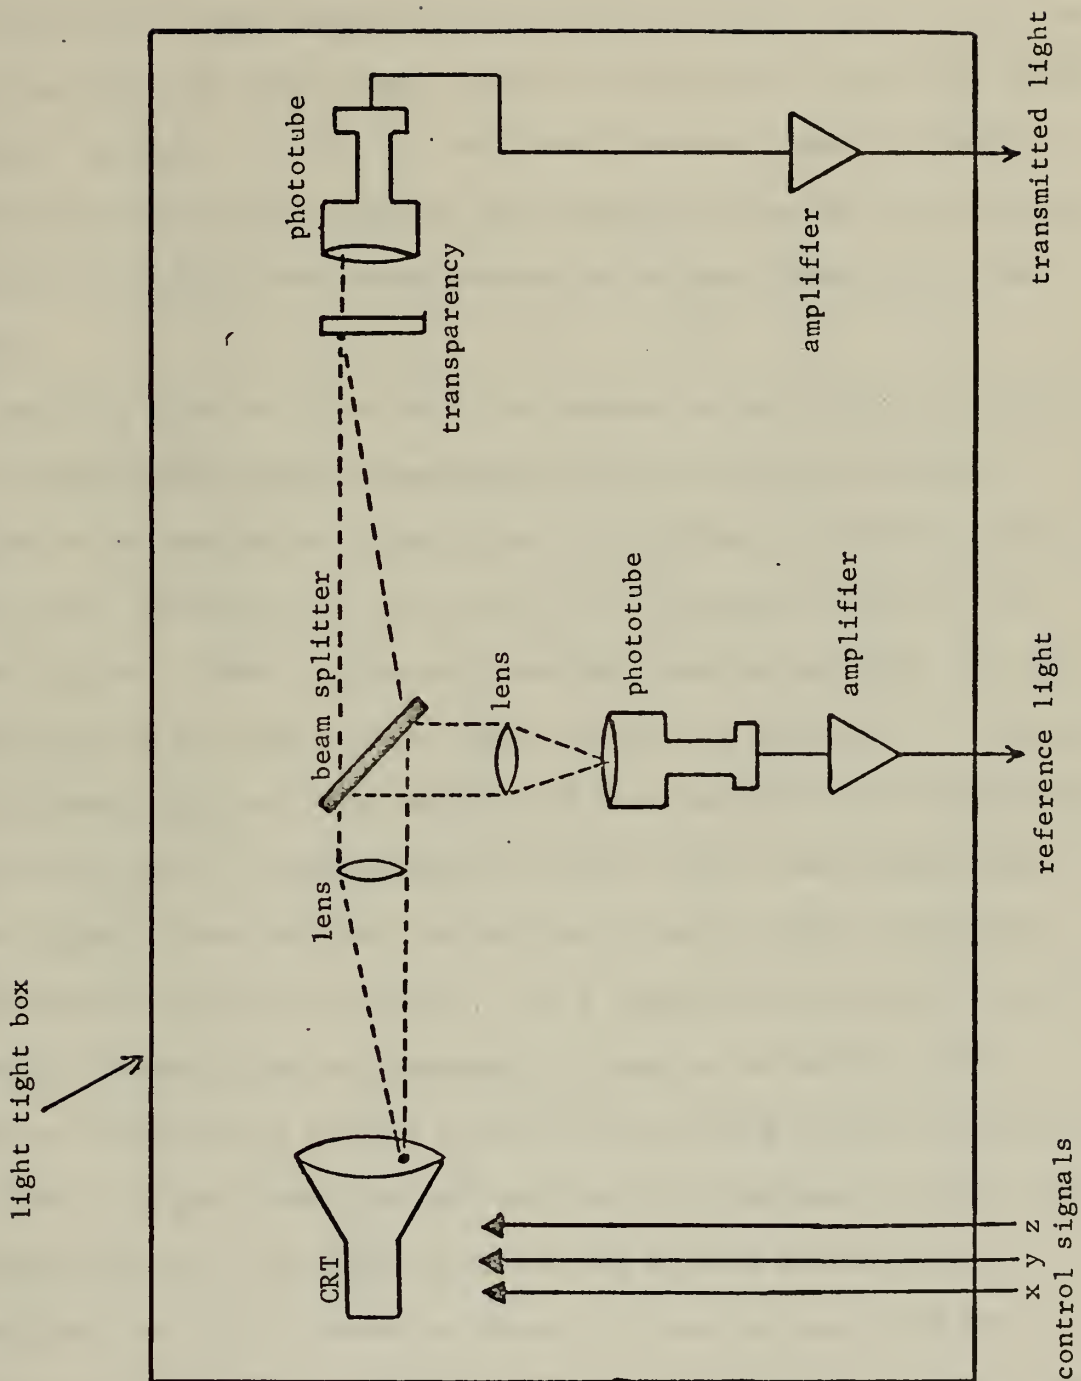 light tight box
CRT
lens
beam splitter
phototube
transparency
lens
phototube
amplifier
amplifier
x y z
control signals
reference light
transmitted light